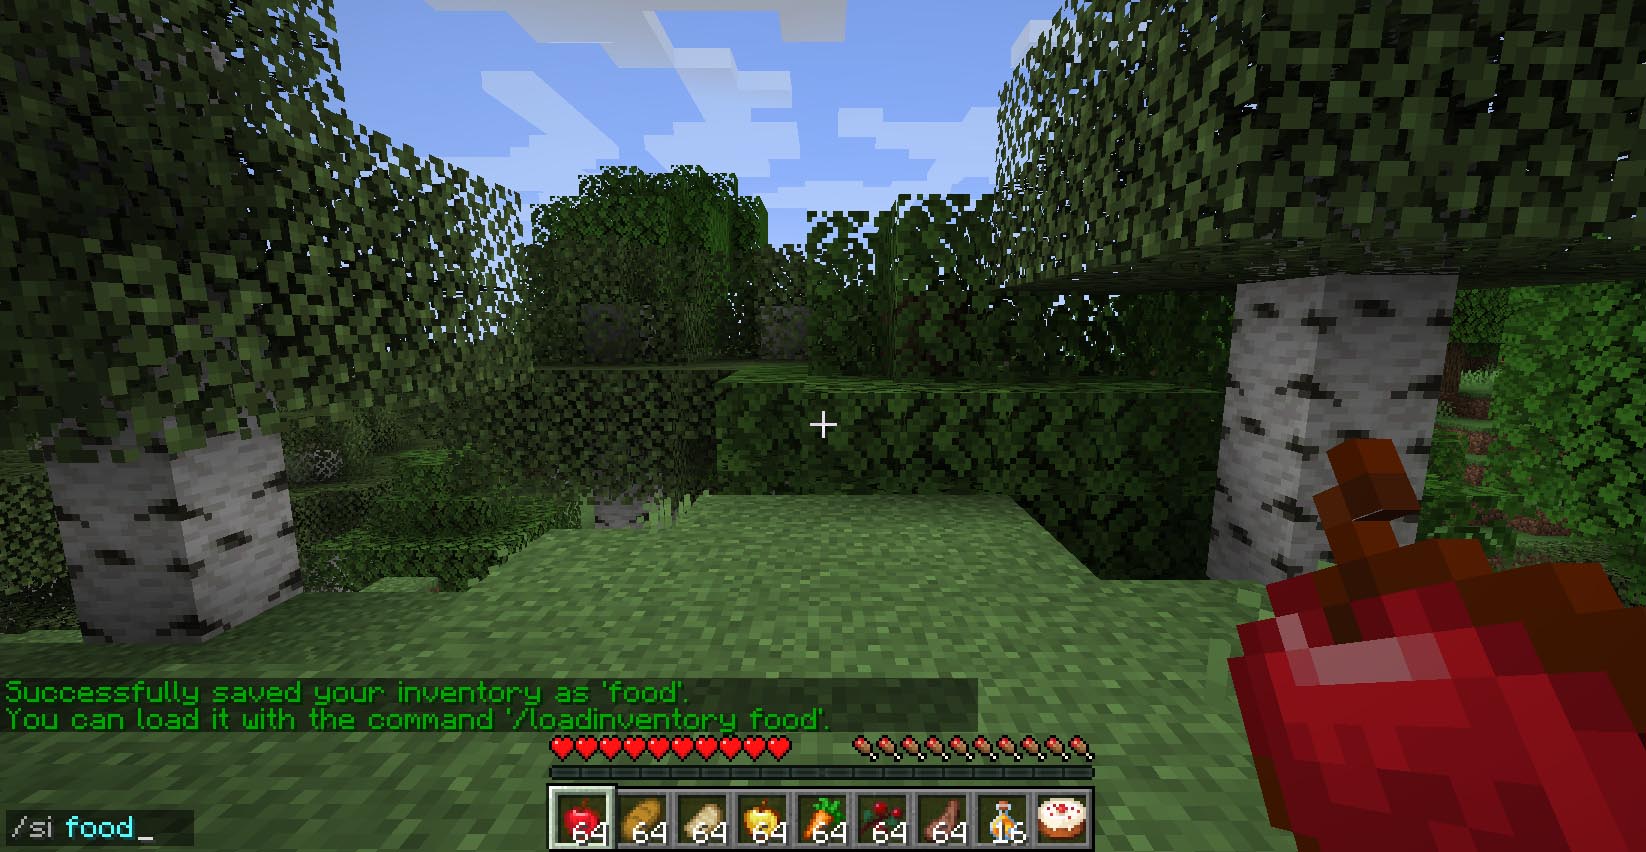 Successfully saved your inventory as 'food'.
You can load it with the command '/loadinventory food'.
64 64 64 64 64 64 64 16
/si food_